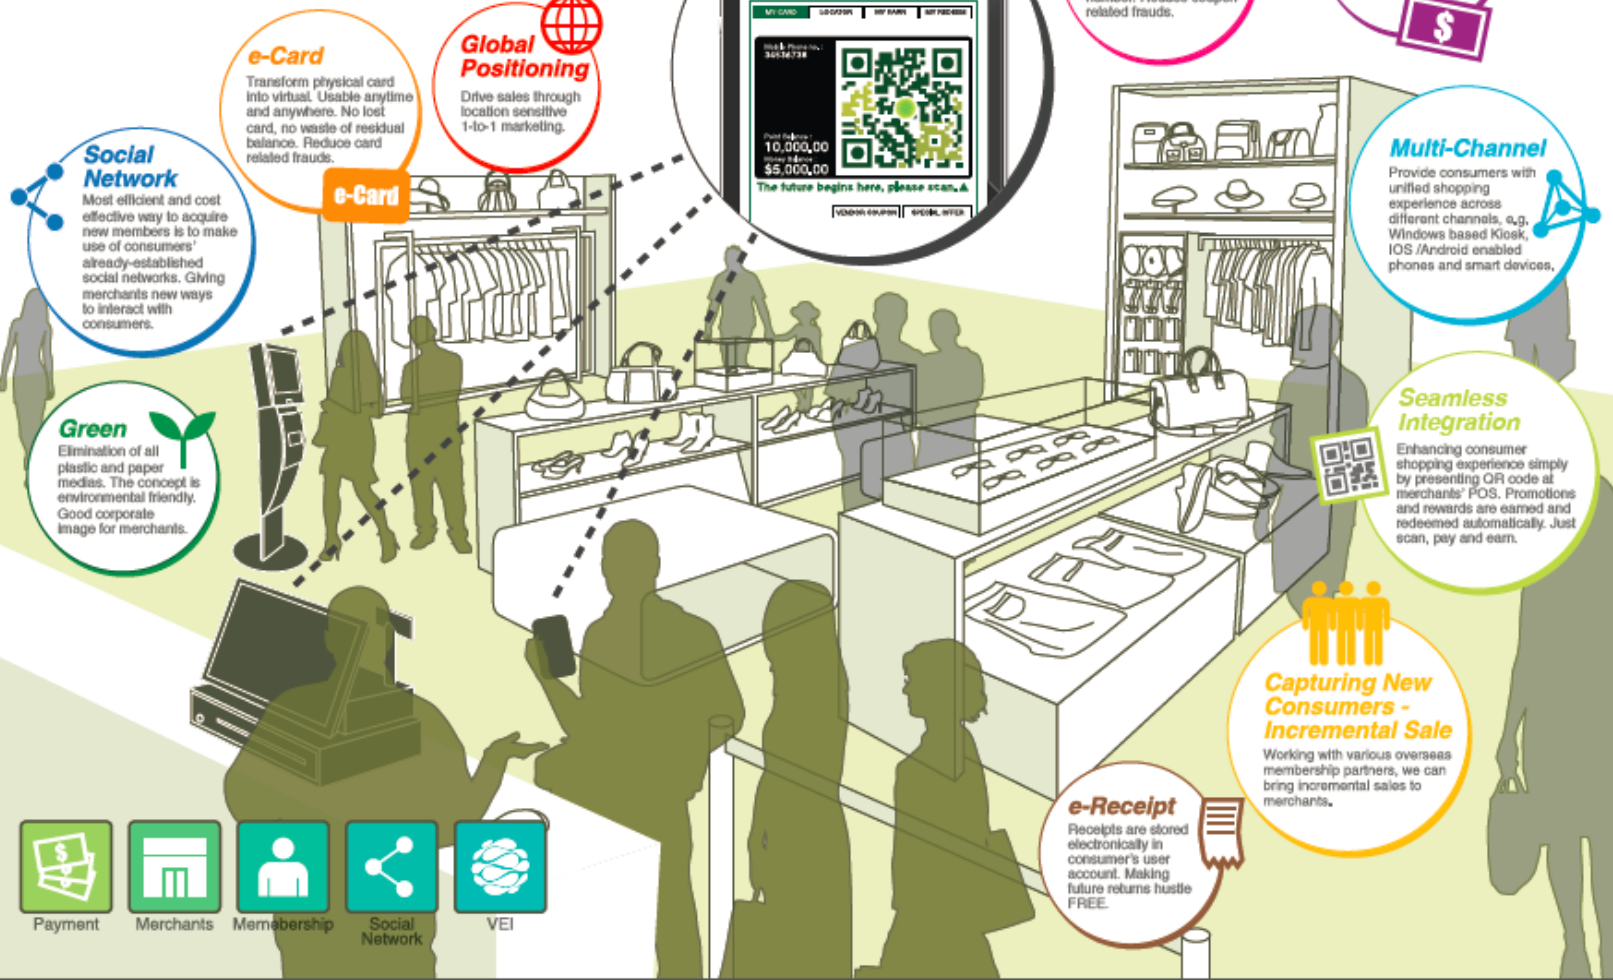 related frauds.
$
MY CARD
LOCATOR
MY EARN
MY REDEEM
Mobile Phone no. :
34536738
Point Balance :
10,000.00
Money Balance :
$5,000.00
The future begins here, please scan.▲
VENDOR COUPON
SPECIAL OFFER
e-Card
Transform physical card
into virtual. Usable anytime
and anywhere. No lost
card, no waste of residual
balance. Reduce card
related frauds.
e-Card
Global
Positioning
Drive sales through
location sensitive
1-to-1 marketing.
Social
Network
Most efficient and cost
effective way to acquire
new members is to make
use of consumers'
already-established
social networks. Giving
merchants new ways
to interact with
consumers.
Multi-Channel
Provide consumers with
unified shopping
experience across
different channels, e.g.
Windows based Kiosk,
IOS /Android enabled
phones and smart devices.
Green
Elimination of all
plastic and paper
medias. The concept is
environmental friendly.
Good corporate
image for merchants.
Seamless
Integration
Enhancing consumer
shopping experience simply
by presenting QR code at
merchants' POS. Promotions
and rewards are earned and
redeemed automatically. Just
scan, pay and earn.
Capturing New
Consumers -
Incremental Sale
Working with various overseas
membership partners, we can
bring incremental sales to
merchants.
e-Receipt
Receipts are stored
electronically in
consumer's user
account. Making
future returns hustle
FREE.
$
Payment
Merchants
Memebership
Social
Network
VEI